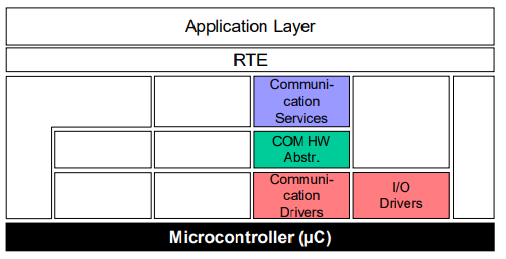 Application Layer
RTE
Communi-
cation
Services
COM HW
Abstr.
Communi-
cation
Drivers
I/O
Drivers
Microcontroller (µC)